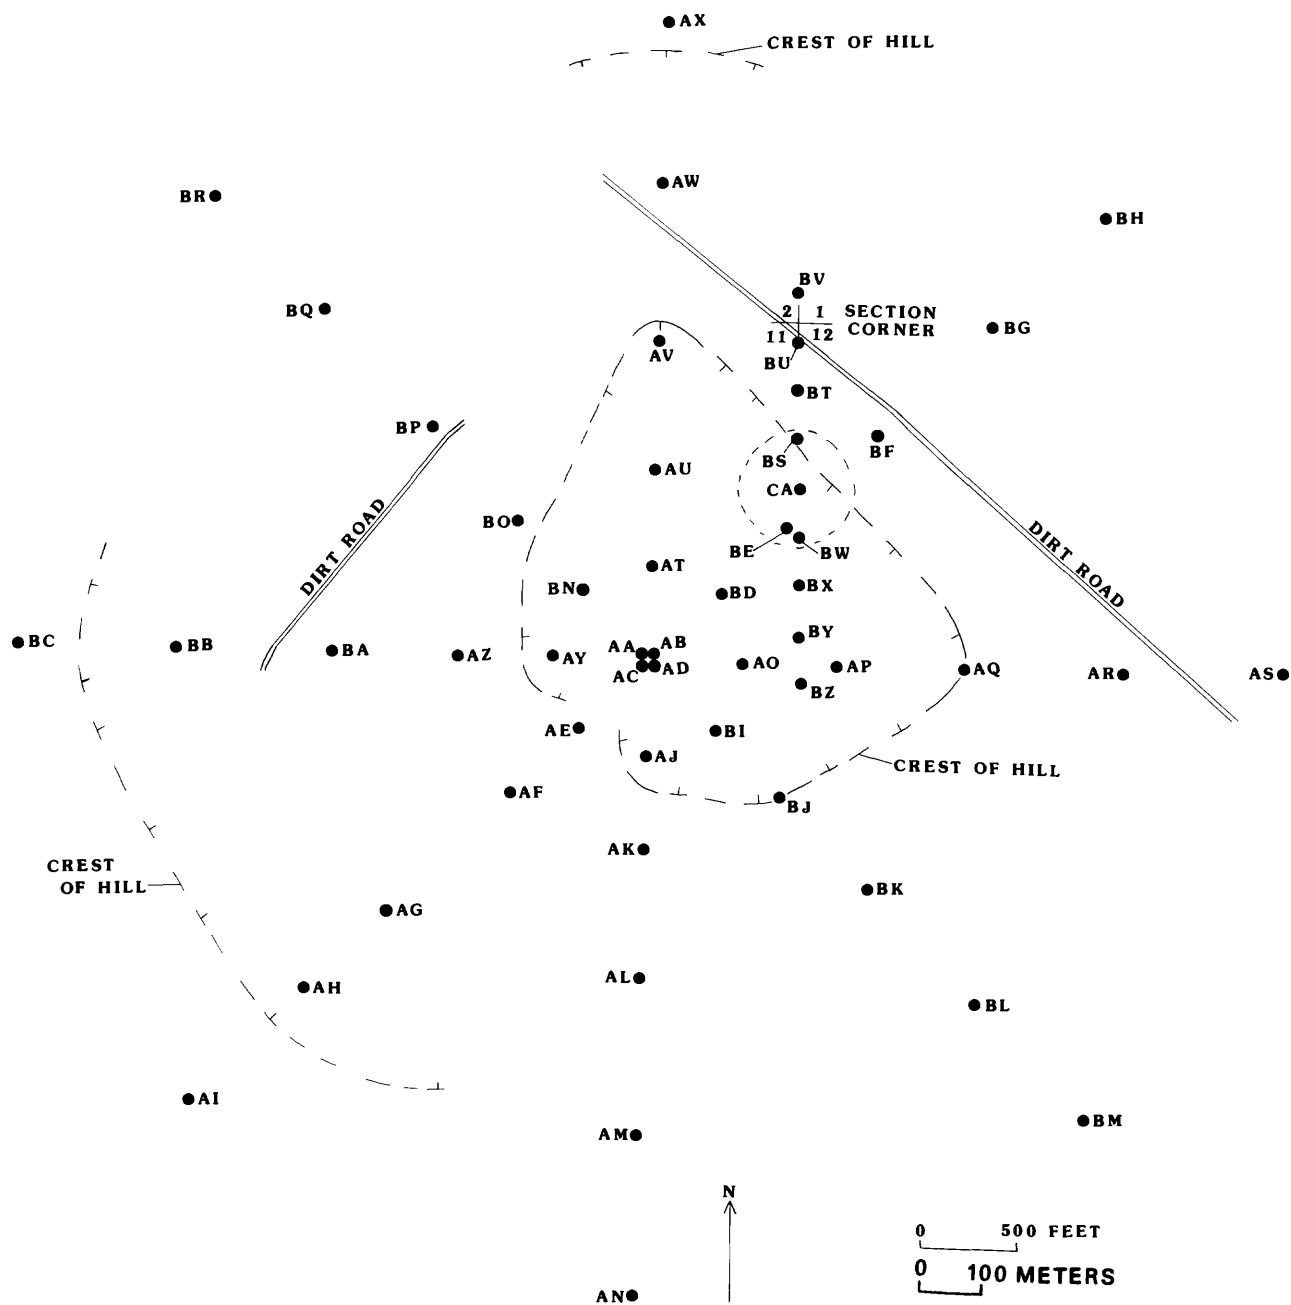 AX
CREST OF HILL
AW
BR
BH
BV
BQ
2 1 SECTION
11 12 CORNER
BG
AV
BU
BT
BP
BF
BS
AU
CA
BO
DIRT ROAD
DIRT ROAD
BE
BW
AT
BN
BD
BX
BY
BC
BB
BA
AZ
AY
AA
AB
AC
AD
AO
AP
AQ
AR
AS
BZ
AE
BI
AJ
CREST OF HILL
AF
BJ
AK
CREST
OF HILL
BK
AG
AL
AH
BL
AI
AM
BM
N
0 500 FEET
0 100 METERS
AN